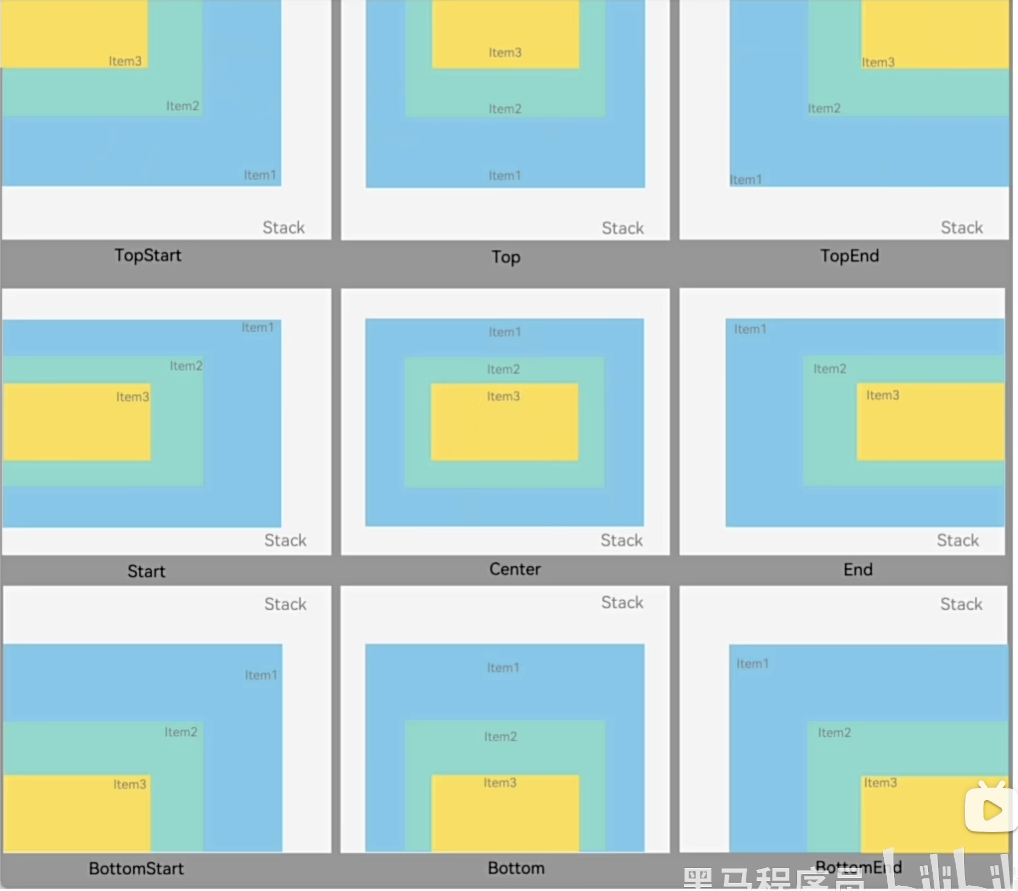 Item3
Item2
Item1
Stack
TopStart
Item3
Item2
Item1
Stack
Top
Item3
Item2
Item1
Stack
TopEnd
Item1
Item2
Item3
Stack
Start
Item1
Item2
Item3
Stack
Center
Item1
Item2
Item3
Stack
End
Stack
Item1
Item2
Item3
BottomStart
Stack
Item1
Item2
Item3
Bottom
Stack
Item1
Item2
Item3
BottomEnd
黑马程序员
bilibili